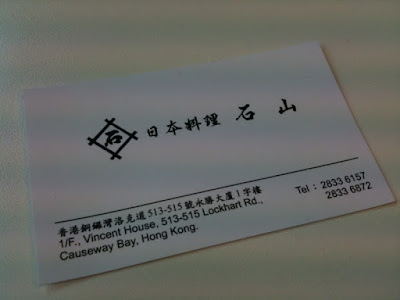 石 日本料理 石山
香港銅鑼灣洛克道513-515號永勝大廈1字樓
1/F., Vincent House, 513-515 Lockhart Rd.,
Causeway Bay, Hong Kong.
Tel : 2833 6157
2833 6872